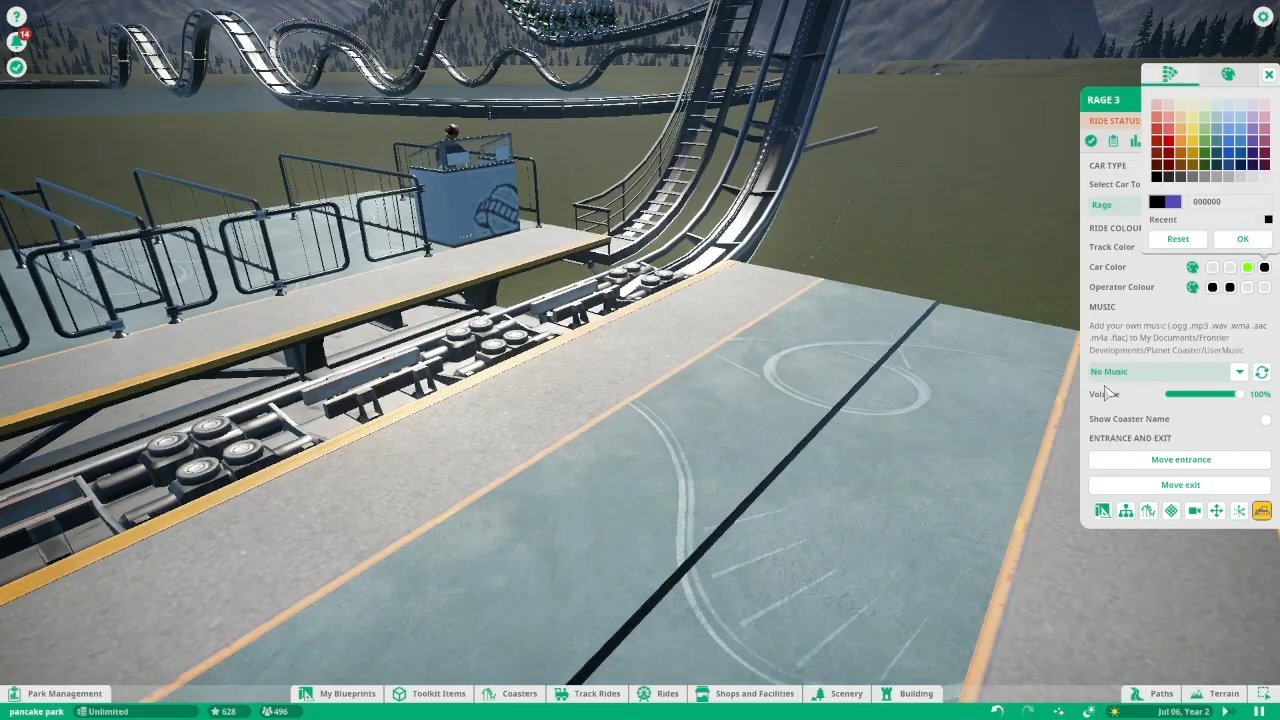 14
RAGE 3
RIDE STATUS:
CAR TYPE
Select Car To
Rage
RIDE COLOUR
Track Color
000000
Recent
Reset OK
Car Color
Operator Colour
MUSIC
Add your own music (.ogg .mp3 .wav .wma .aac
.m4a .flac) to My Documents/Frontier
Developments/Planet Coaster/UserMusic
No Music
Volume 100%
Show Coaster Name
ENTRANCE AND EXIT
Move entrance
Move exit
Park Management My Blueprints Toolkit Items Coasters Track Rides Rides Shops and Facilities Scenery Building Paths Terrain
pancake park Unlimited 628 496 Jul 06, Year 2